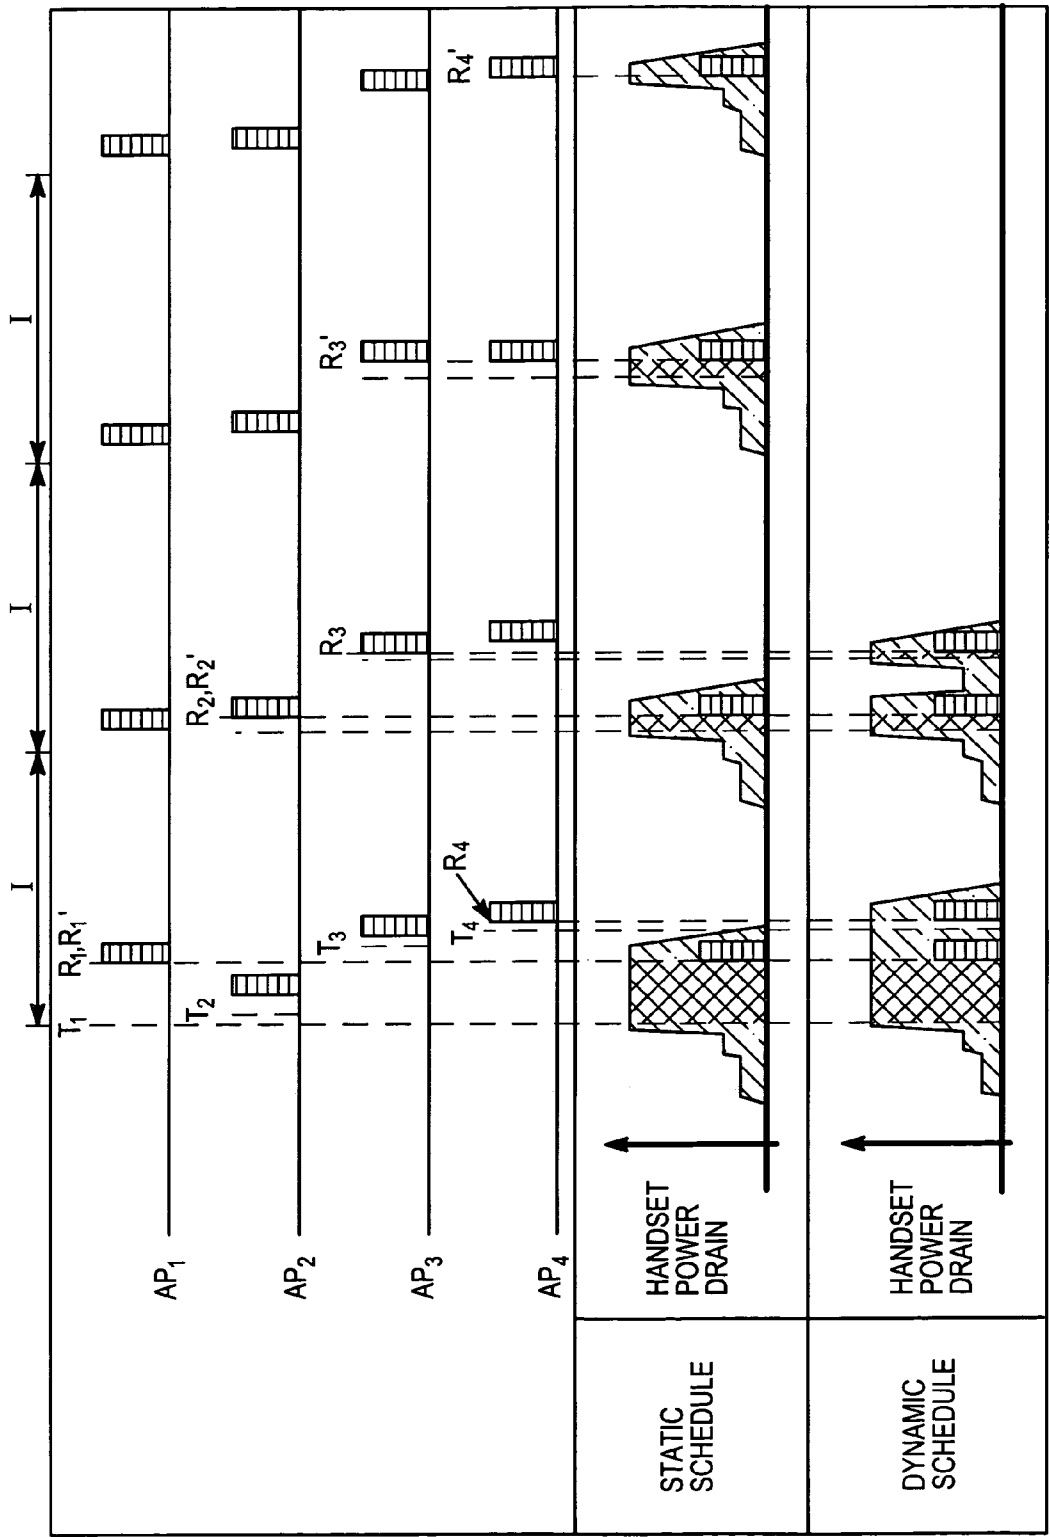 I
I
I
T₁
R₁,R₁'
AP₁
T₂
R₂,R₂'
AP₂
T₃
R₃
R₃'
AP₃
T₄
R₄
R₄'
AP₄
STATIC
SCHEDULE
HANDSET
POWER
DRAIN
DYNAMIC
SCHEDULE
HANDSET
POWER
DRAIN